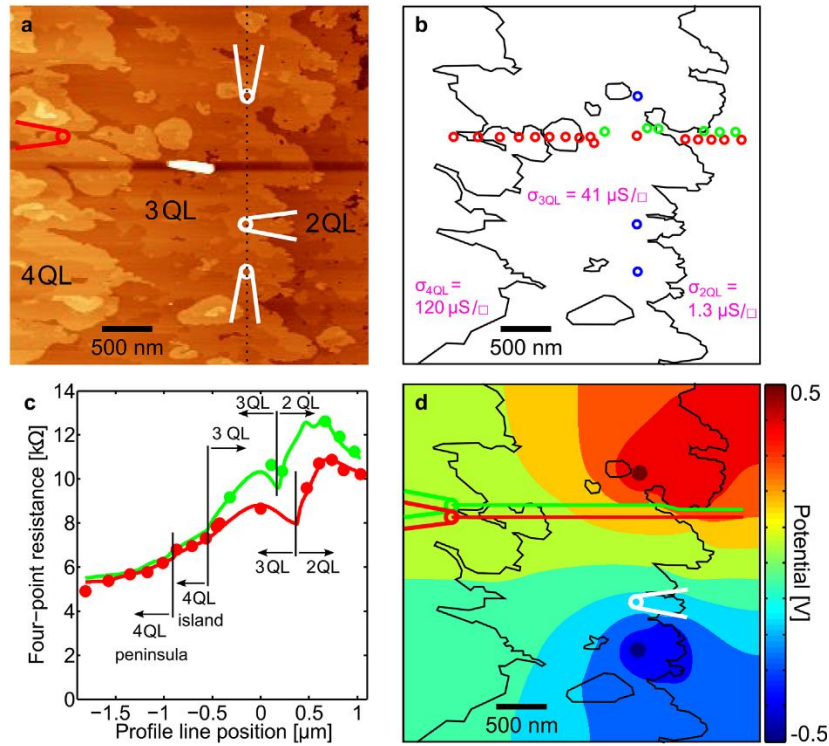 a
3QL
2QL
4QL
500 nm
b
σ3QL = 41 µS/□
σ4QL =
120 µS/□
σ2QL =
1.3 µS/□
500 nm
c
Four−point resistance [kΩ]
14
12
10
8
6
4
2
0
3QL 2 QL
3 QL
3QL 2QL
4QL
island
4QL
peninsula
−1.5 −1 −0.5 0 0.5 1
Profile line position [µm]
d
500 nm
0.5
Potential [V]
-0.5